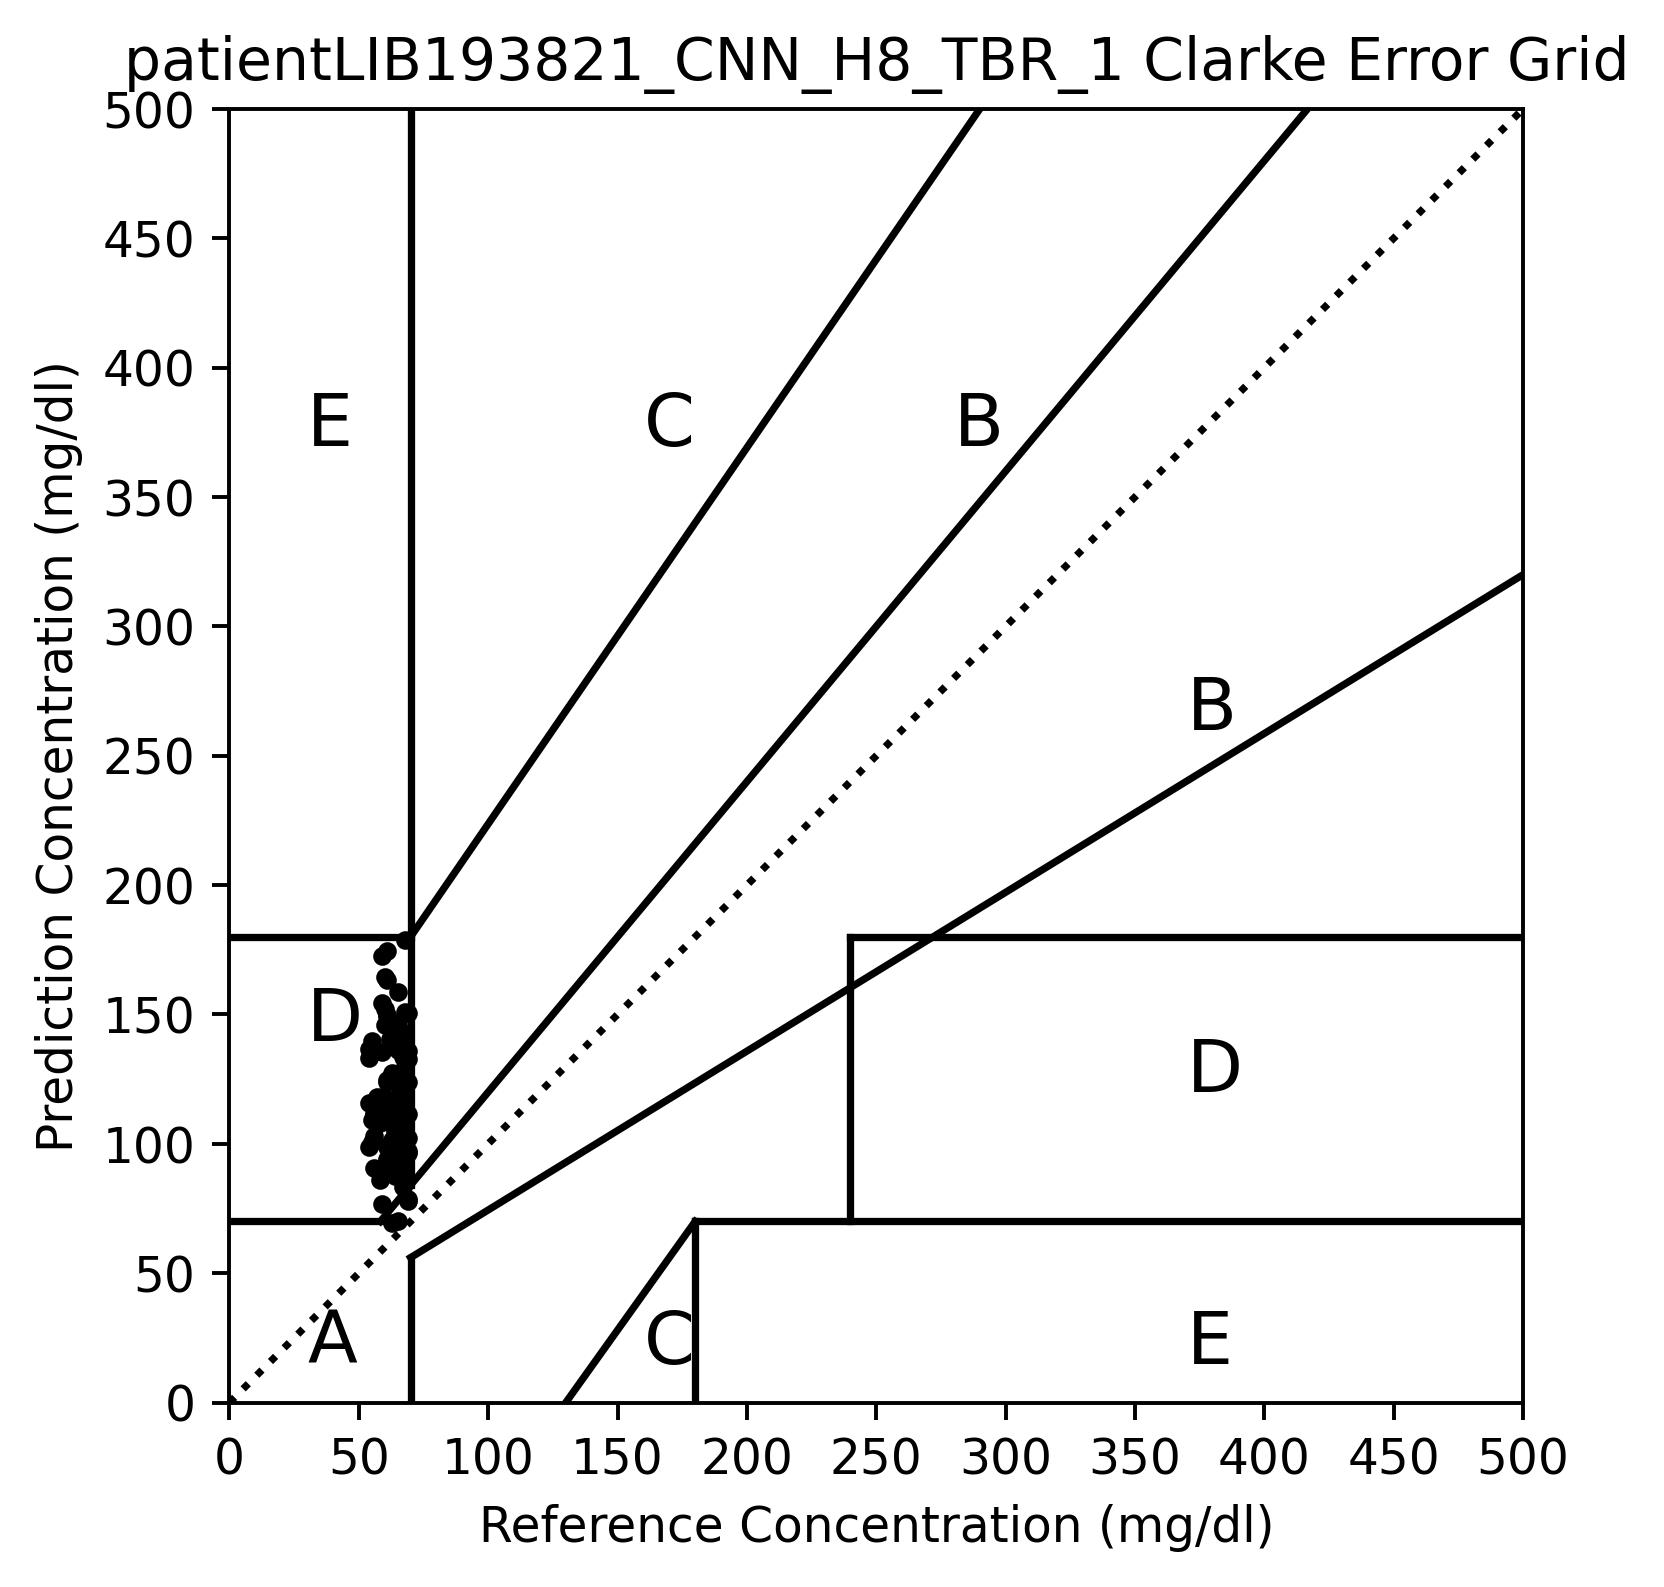 patientLIB193821_CNN_H8_TBR_1 Clarke Error Grid
500
450
400
350
300
250
200
150
100
50
0
Prediction Concentration (mg/dl)
E
C
B
B
D
D
A
C
E
0 50 100 150 200 250 300 350 400 450 500
Reference Concentration (mg/dl)